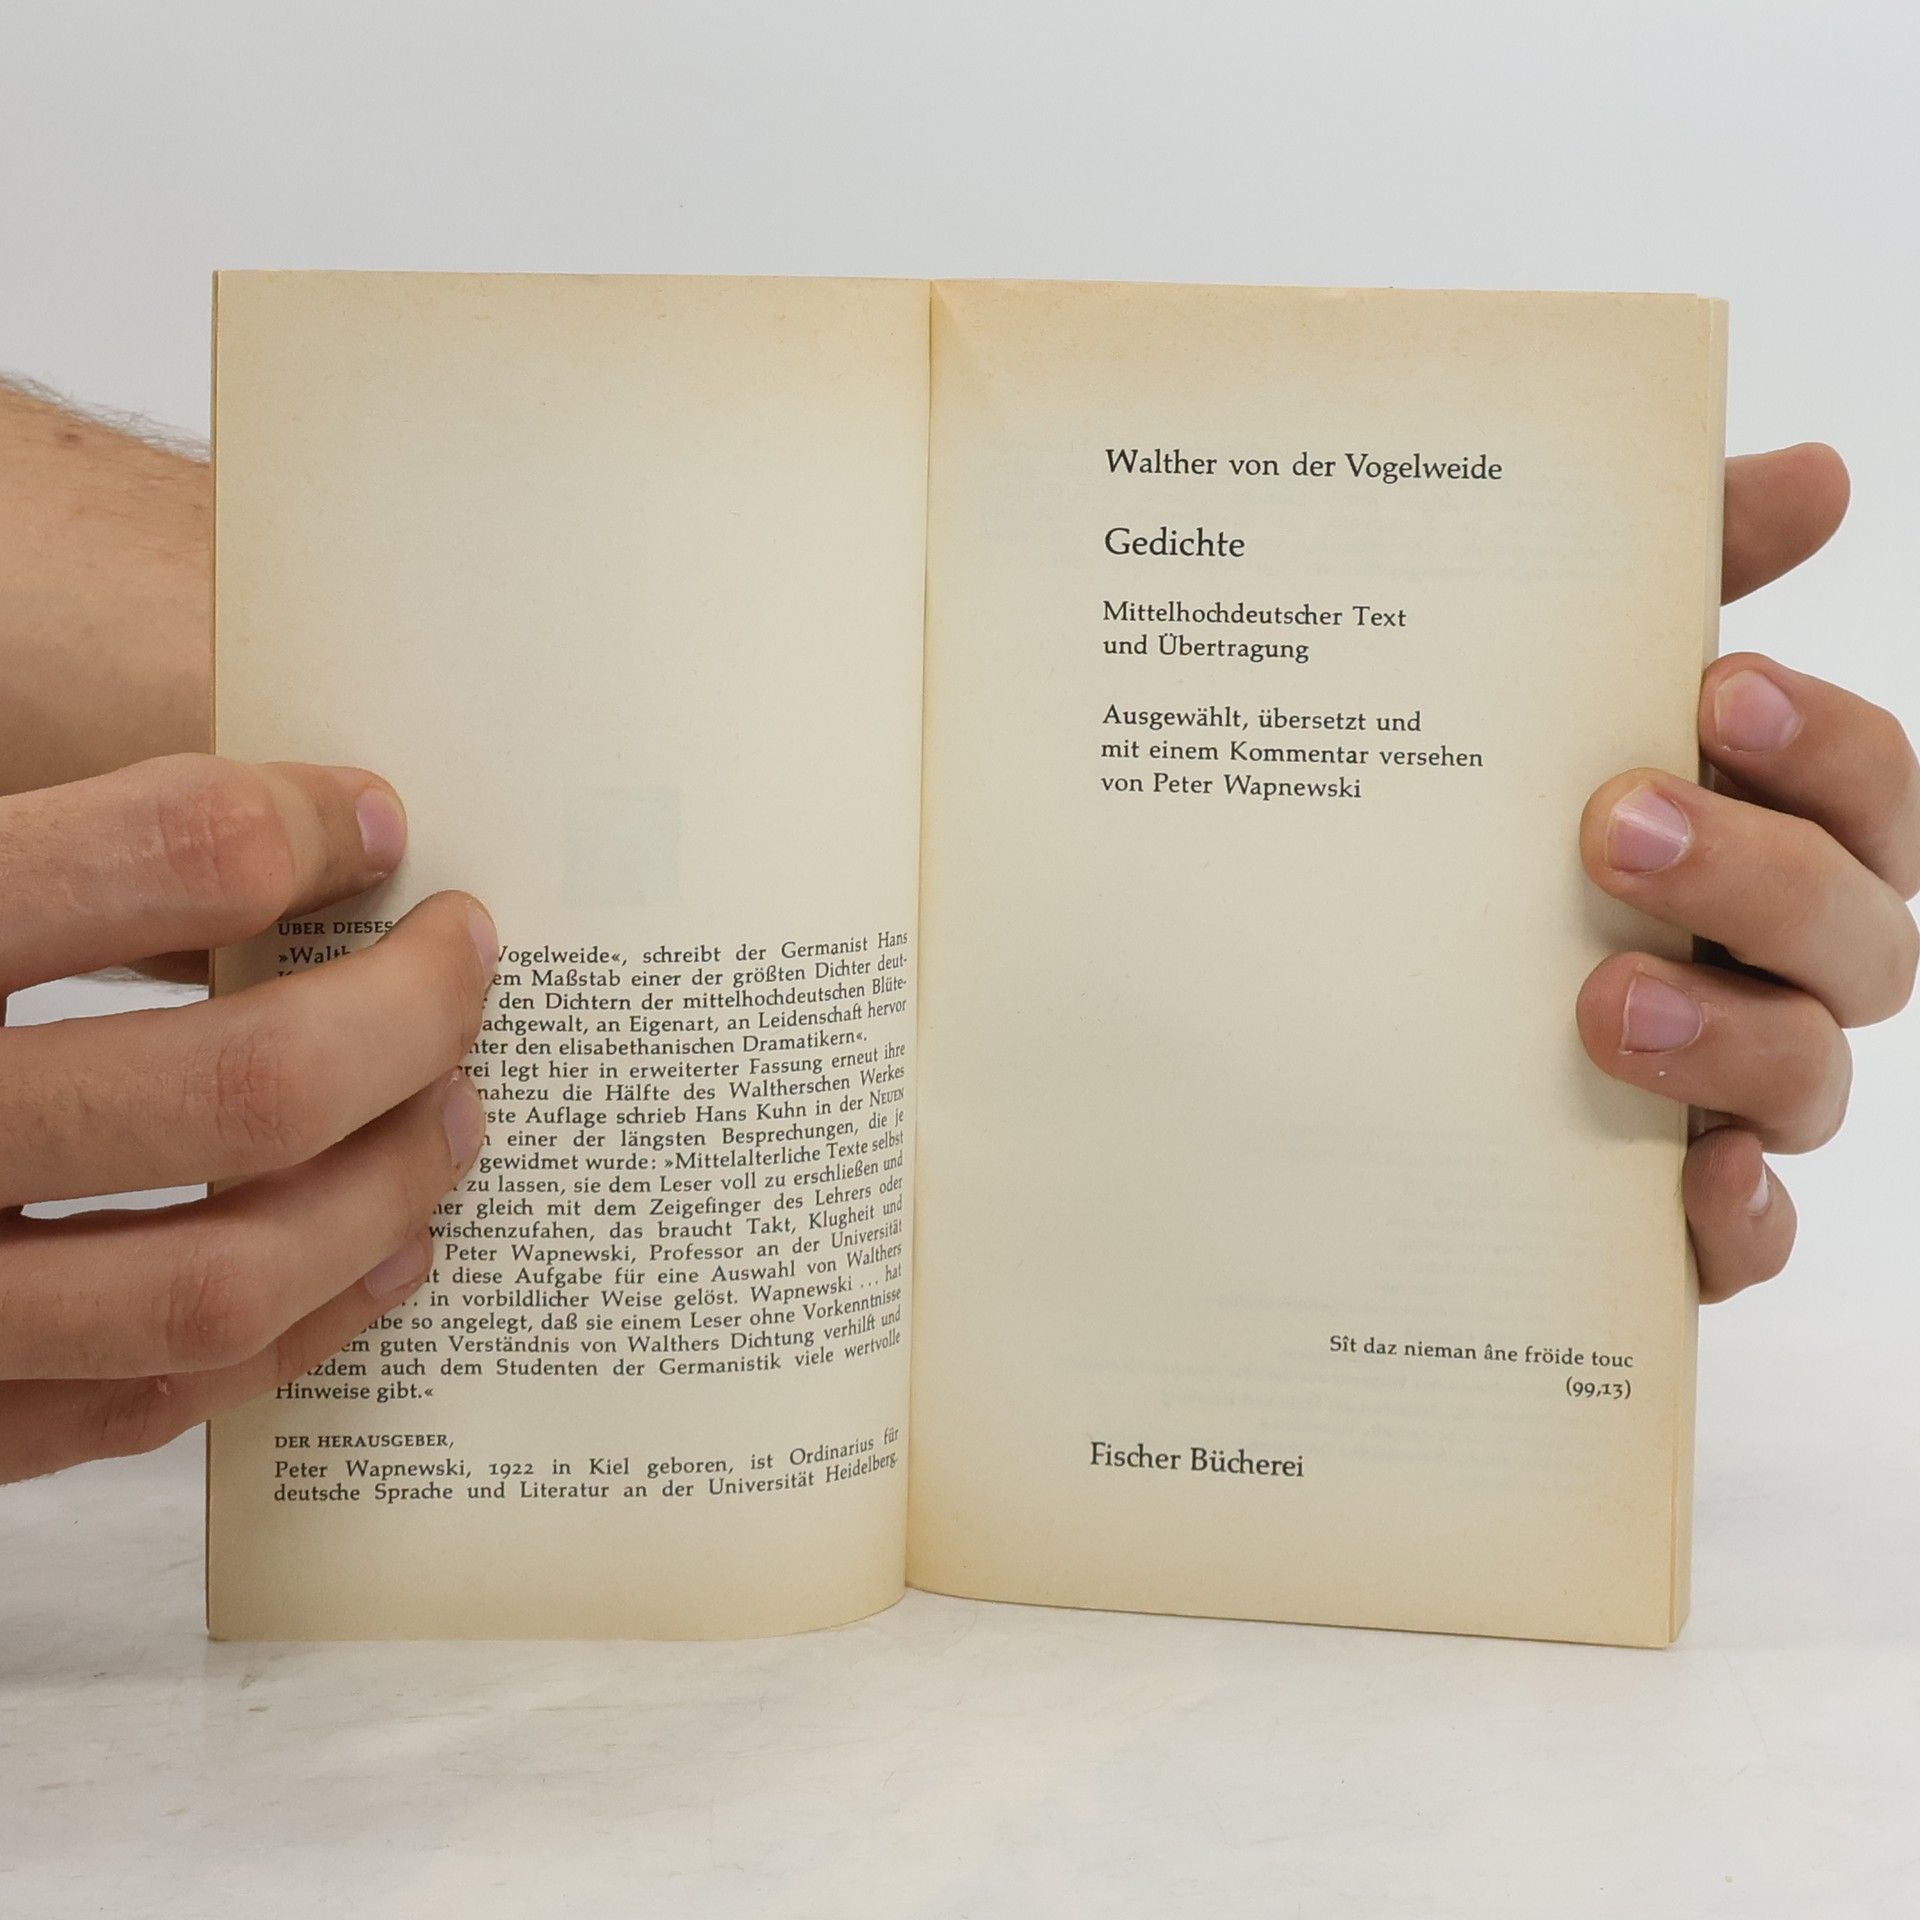 ÜBER DIESES
Vogelweide«, schreibt der Germanist Hans
Maßstab einer der größten Dichter deut-
den Dichtern der mittelhochdeutschen Blüte-
an Eigenart, an Leidenschaft hervor
den elisabethanischen Dramatikern«.
legt hier in erweiterter Fassung erneut ihre
nahezu die Hälfte des Waltherschen Werkes
Auflage schrieb Hans Kuhn in der NEUEN
einer der längsten Besprechungen, die je
gewidmet wurde: »Mittelalterliche Texte selbst
zu lassen, sie dem Leser voll zu erschließen und
gleich mit dem Zeigefinger des Lehrers oder
das braucht Takt, Klugheit und
Peter Wapnewski, Professor an der Universität
diese Aufgabe für eine Auswahl von Walthers
in vorbildlicher Weise gelöst. Wapnewski ... hat
so angelegt, daß sie einem Leser ohne Vorkenntnisse
guten Verständnis von Walthers Dichtung verhilft und
auch dem Studenten der Germanistik viele wertvolle
Hinweise gibt.«
DER HERAUSGEBER,
Peter Wapnewski, 1922 in Kiel geboren, ist Ordinarius für
deutsche Sprache und Literatur an der Universität Heidelberg.
Walther von der Vogelweide
Gedichte
Mittelhochdeutscher Text
und Übertragung
Ausgewählt, übersetzt und
mit einem Kommentar versehen
von Peter Wapnewski
Sît daz nieman âne fröide touc
(99,13)
Fischer Bücherei